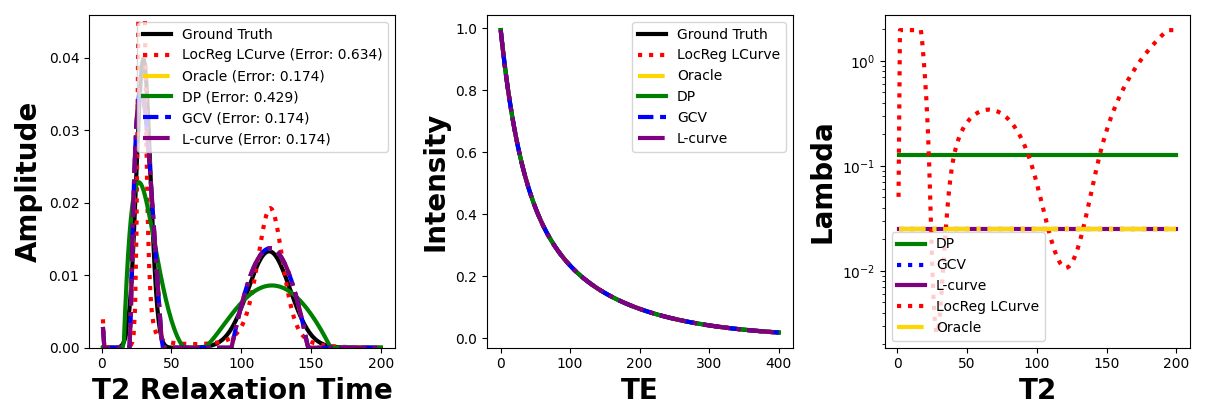 Amplitude
0.04
0.03
0.02
0.01
0.00
Ground Truth
LocReg LCurve (Error: 0.634)
Oracle (Error: 0.174)
DP (Error: 0.429)
GCV (Error: 0.174)
L-curve (Error: 0.174)
0 50 100 150 200
T2 Relaxation Time
Intensity
1.0
0.8
0.6
0.4
0.2
0.0
Ground Truth
LocReg LCurve
Oracle
DP
GCV
L-curve
0 100 200 300 400
TE
Lambda
10^0
10^-1
10^-2
DP
GCV
L-curve
LocReg LCurve
Oracle
0 50 100 150 200
T2